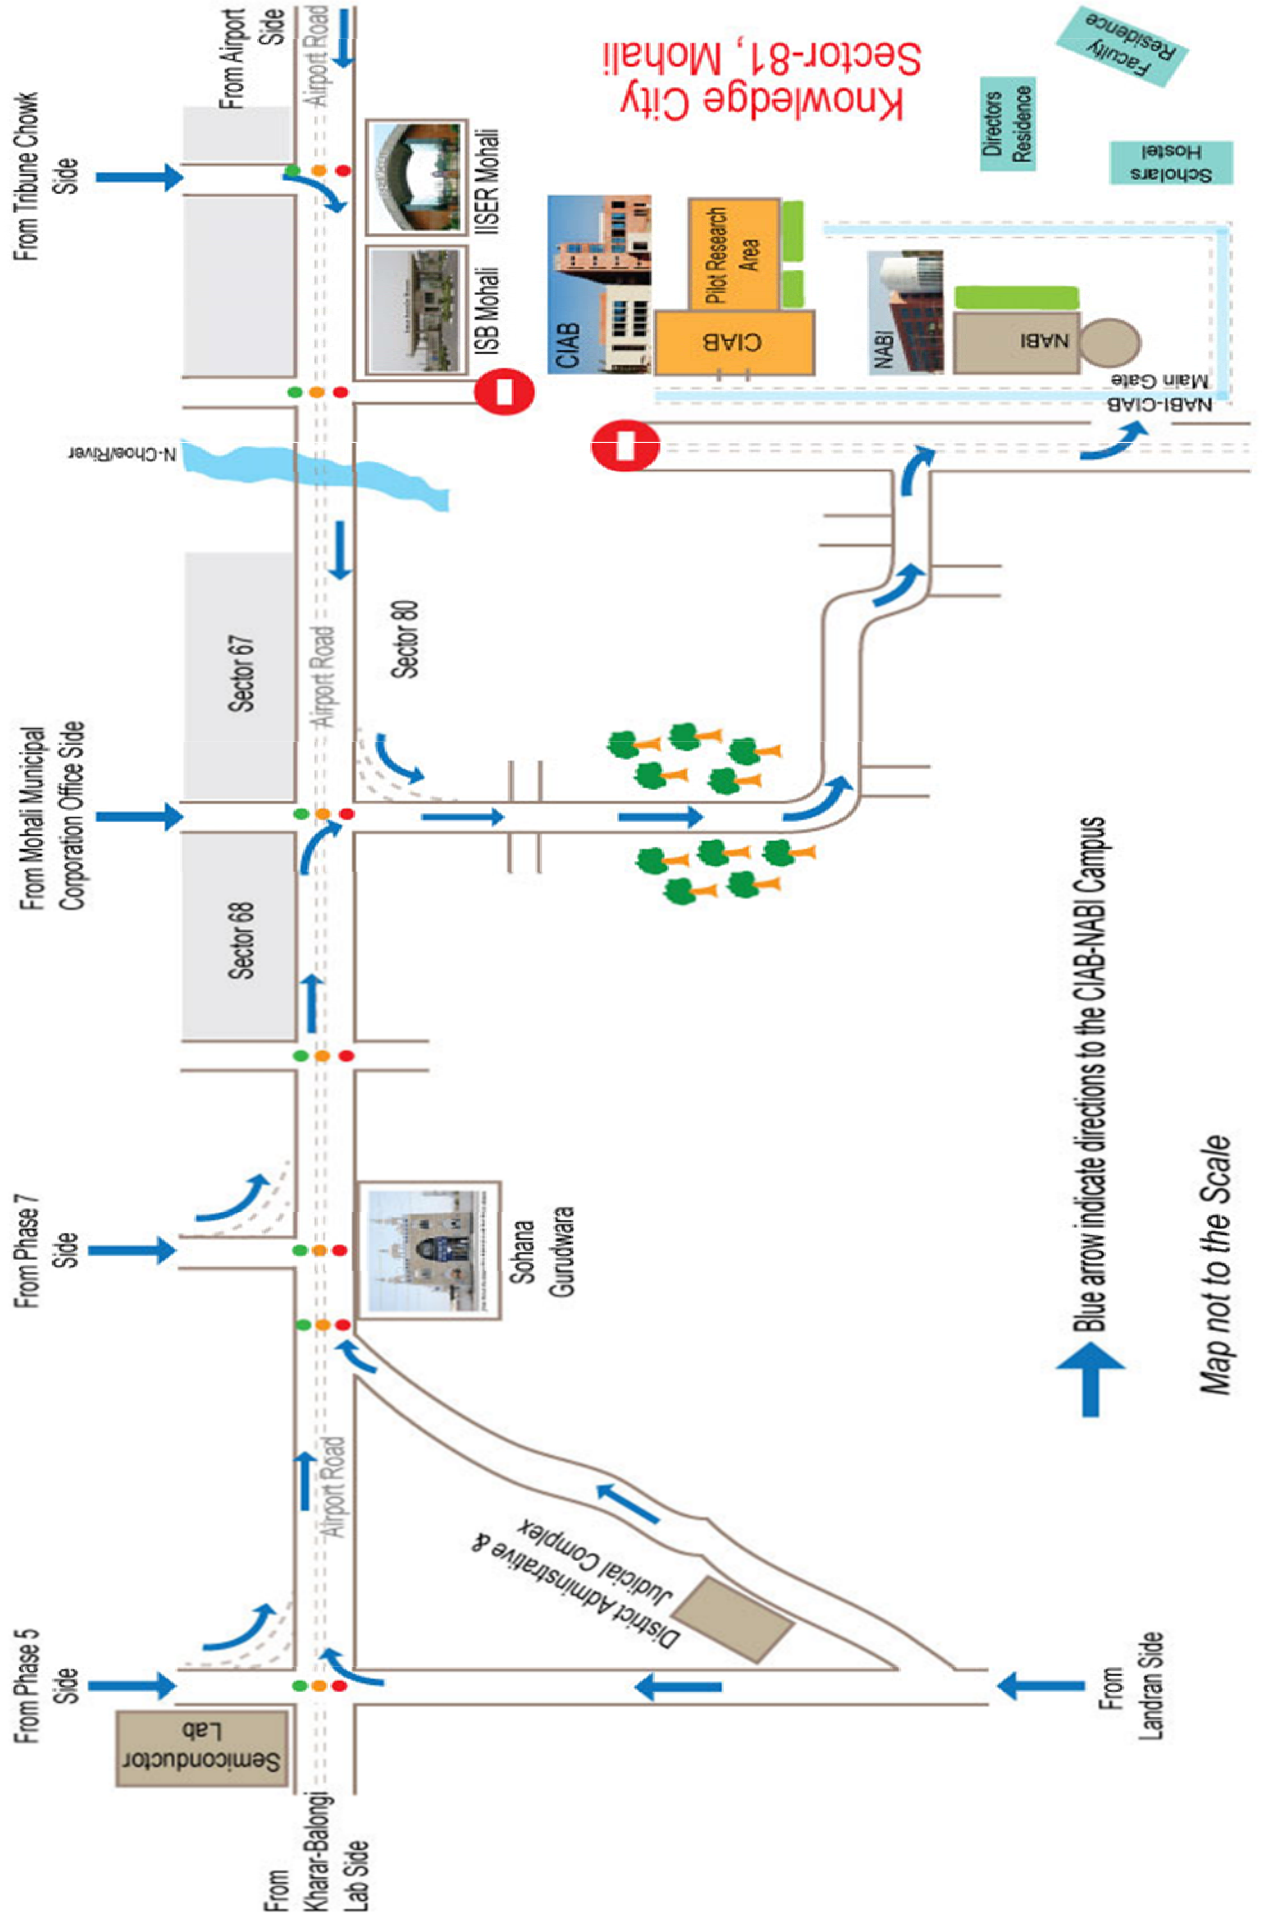 From Tribune Chowk
Side
From Airport
Side
Airport Road
IISER Mohali
ISB Mohali
Knowledge City
Sector-81, Mohali
Faculty
Residence
Directors
Residence
Scholars
Hostel
CIAB
Pilot Research
Area
CIAB
NABI
NABI
NABI-CIAB
Main Gate
N-Choe/River
Sector 67
Airport Road
Sector 80
From Mohali Municipal
Corporation Office Side
Sector 68
From Phase 7
Side
Sohana
Gurudwara
Airport Road
District Adminstrative &
Judicial Complex
From Phase 5
Side
Semiconductor
Lab
From
Kharar-Balongi
Lab Side
From
Landran Side
Blue arrow indicate directions to the CIAB-NABI Campus
Map not to the Scale